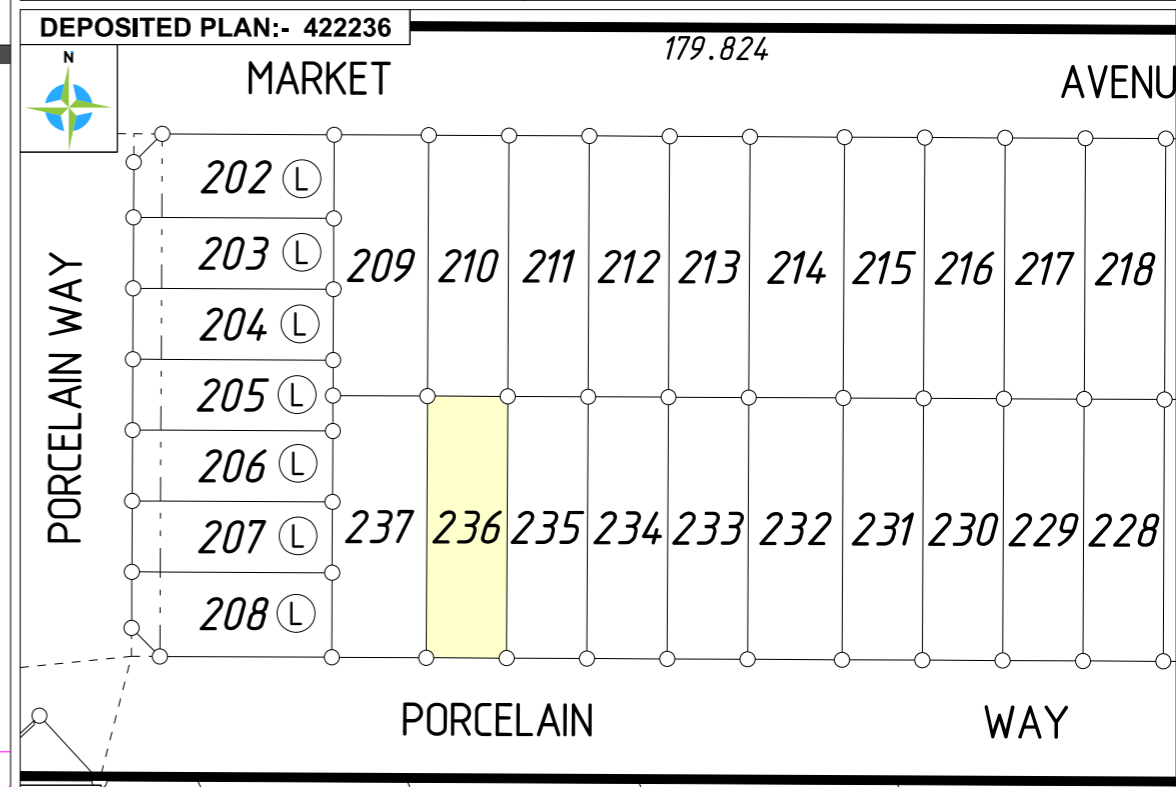 DEPOSITED PLAN:- 422236
N
179.824
MARKET AVENU
202 L
203 L
204 L
205 L
206 L
207 L
208 L
PORCELAIN WAY
209 210 211 212 213 214 215 216 217 218
237 236 235 234 233 232 231 230 229 228
PORCELAIN WAY